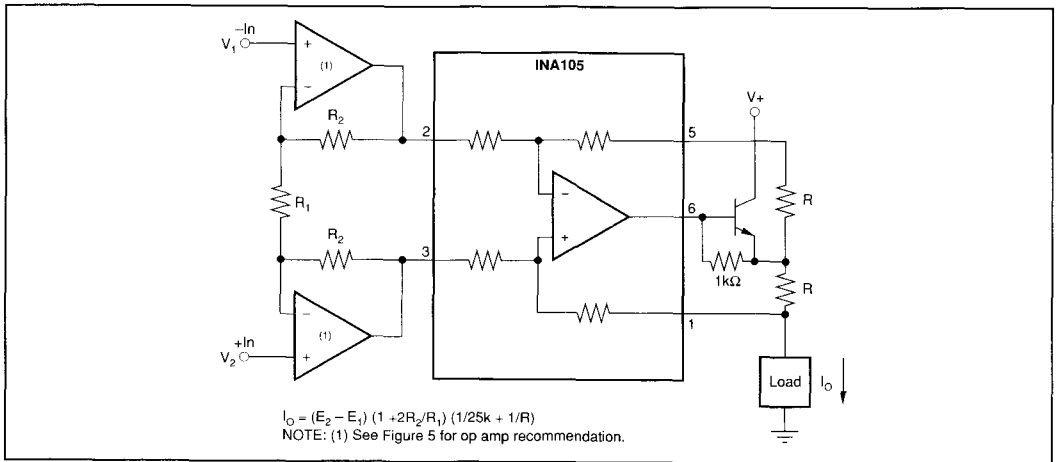 –In
V1
+
(1)
–
R2
R1
R2
–
(1)
+
+In
V2
INA105
2
5
–
+
6
3
1
V+
R
1kΩ
R
Load
IO
IO = (E2 – E1) (1 +2R2/R1) (1/25k + 1/R)
NOTE: (1) See Figure 5 for op amp recommendation.